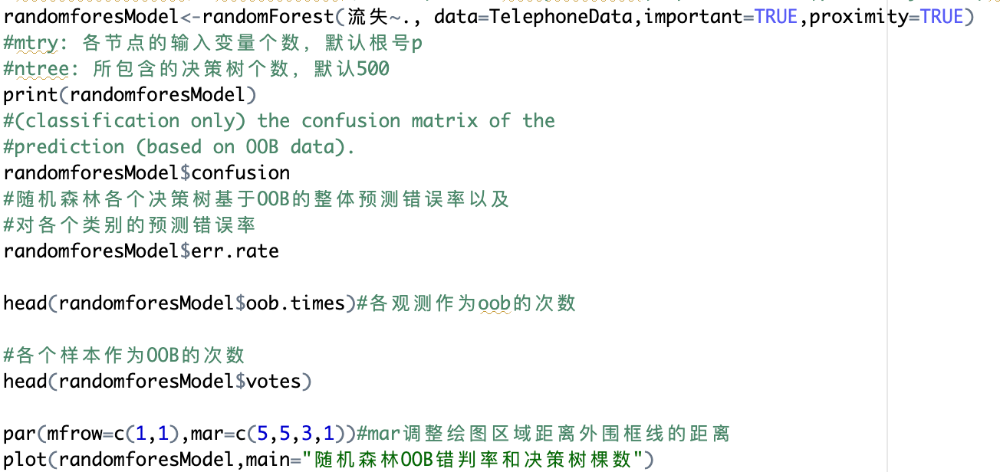 randomforesModel<-randomForest(流失~., data=TelephoneData,important=TRUE,proximity=TRUE)
#mtry: 各节点的输入变量个数, 默认根号p
#ntree: 所包含的决策树个数, 默认500
print(randomforesModel)
#(classification only) the confusion matrix of the
#prediction (based on OOB data).
randomforesModel$confusion
#随机森林各个决策树基于OOB的整体预测错误率以及
#对各个类别的预测错误率
randomforesModel$err.rate
head(randomforesModel$oob.times)#各观测作为oob的次数
#各个样本作为OOB的次数
head(randomforesModel$votes)
par(mfrow=c(1,1),mar=c(5,5,3,1))#mar调整绘图区域距离外围框线的距离
plot(randomforesModel,main="随机森林OOB错判率和决策树棵数")